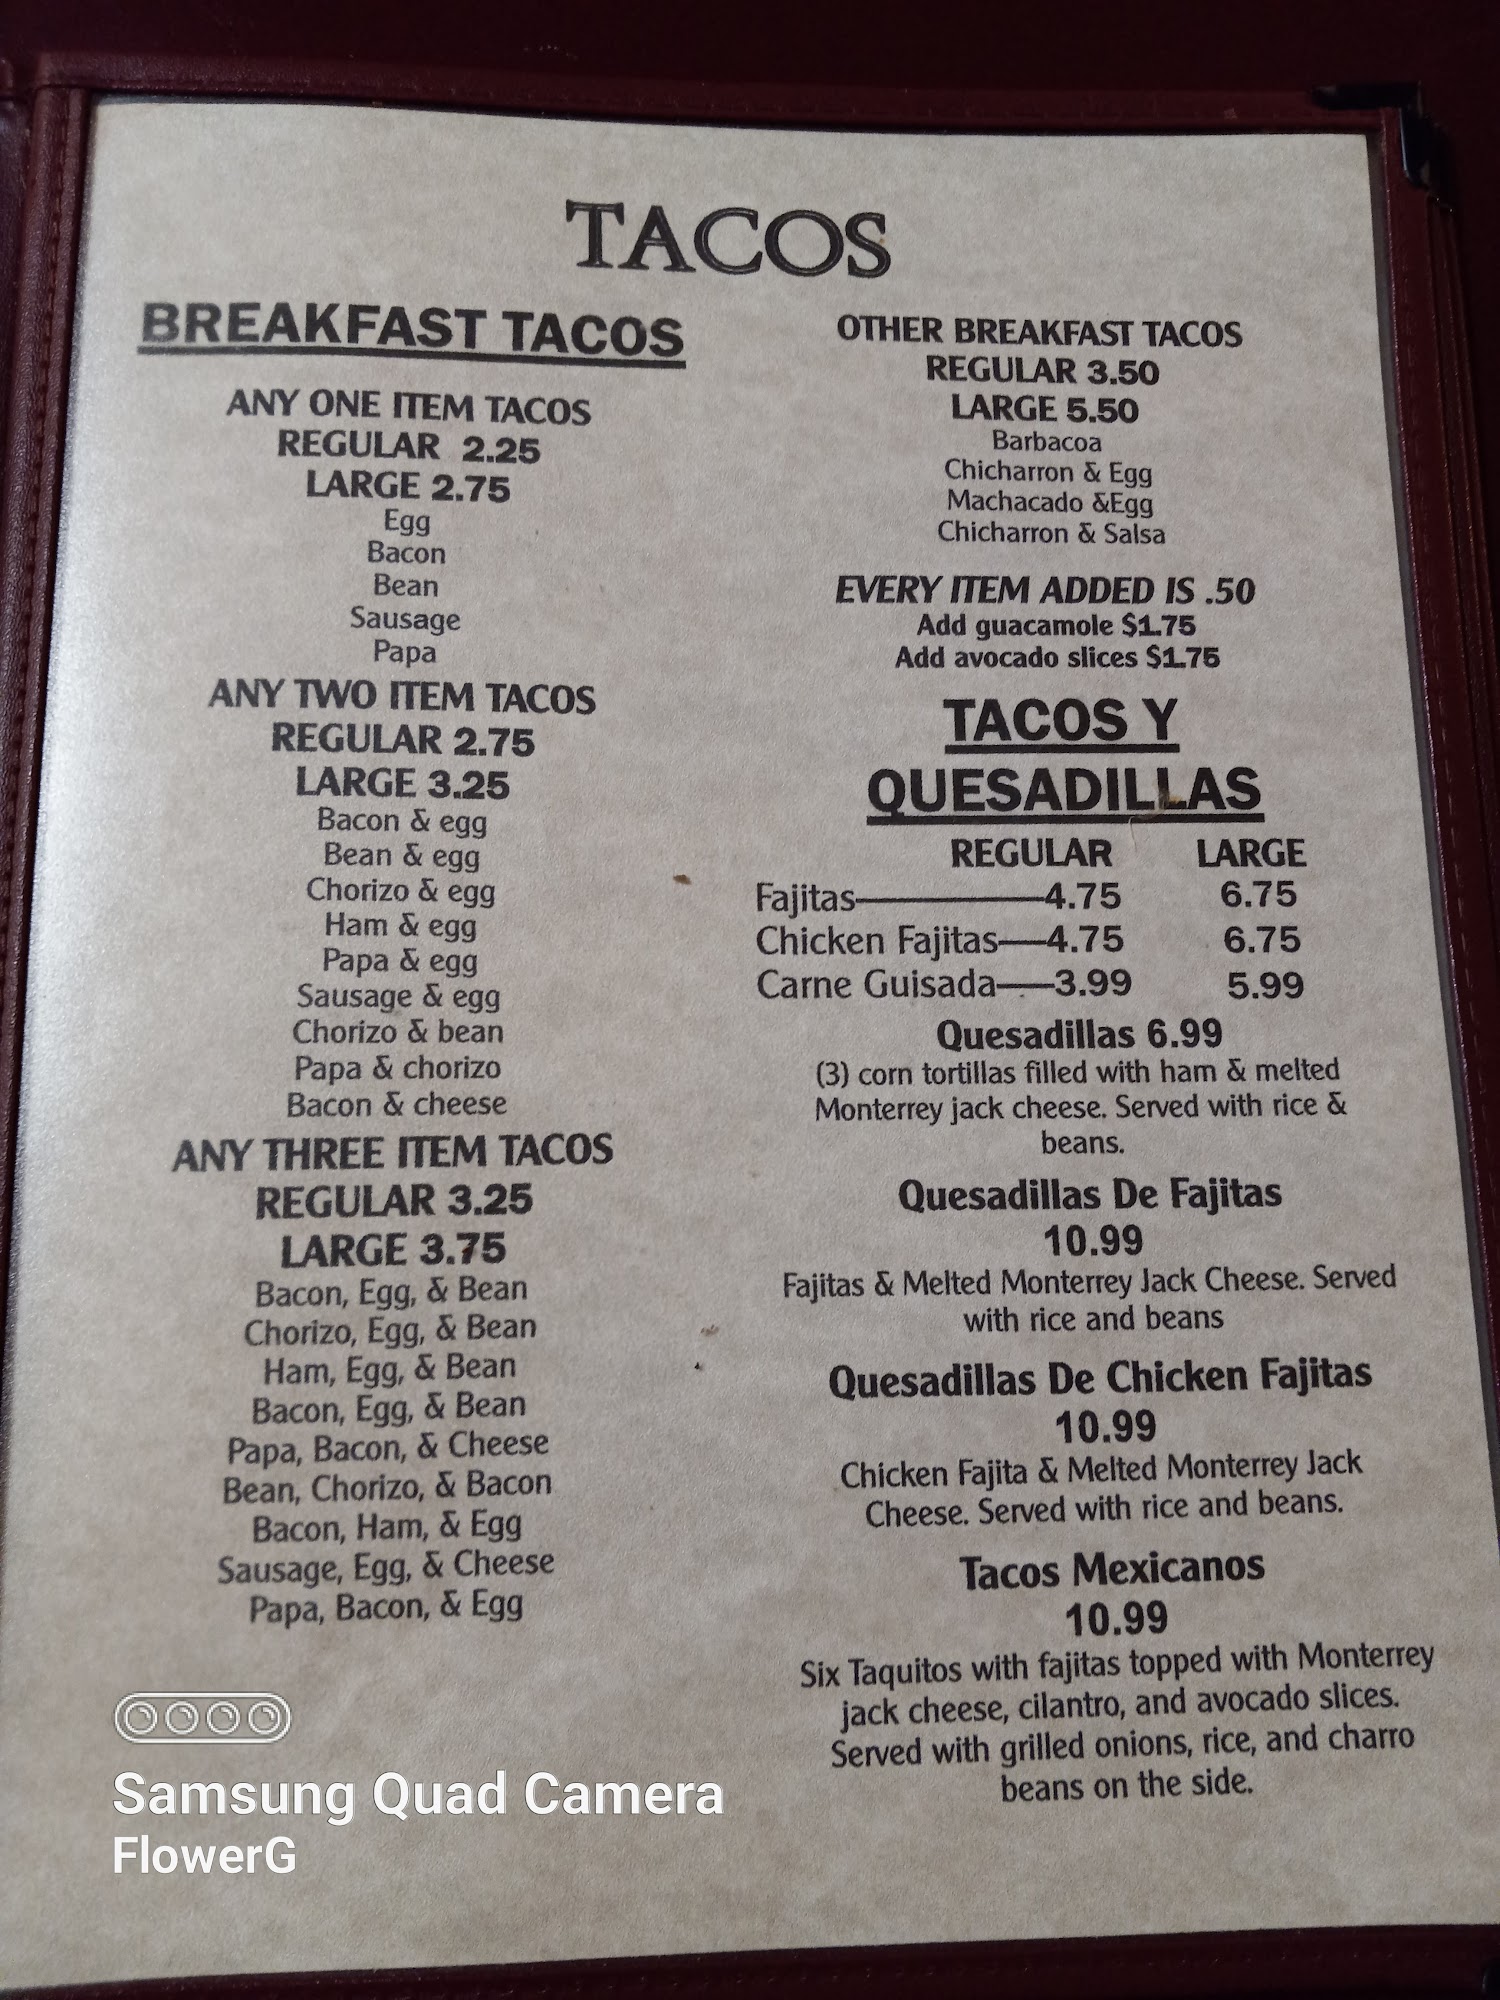 TACOS
BREAKFAST TACOS
ANY ONE ITEM TACOS
REGULAR 2.25
LARGE 2.75
Egg
Bacon
Bean
Sausage
Papa
ANY TWO ITEM TACOS
REGULAR 2.75
LARGE 3.25
Bacon & egg
Bean & egg
Chorizo & egg
Ham & egg
Papa & egg
Sausage & egg
Chorizo & bean
Papa & chorizo
Bacon & cheese
ANY THREE ITEM TACOS
REGULAR 3.25
LARGE 3.75
Bacon, Egg, & Bean
Chorizo, Egg, & Bean
Ham, Egg, & Bean
Bacon, Egg, & Bean
Papa, Bacon, & Cheese
Bean, Chorizo, & Bacon
Bacon, Ham, & Egg
Sausage, Egg, & Cheese
Papa, Bacon, & Egg
OTHER BREAKFAST TACOS
REGULAR 3.50
LARGE 5.50
Barbacoa
Chicharron & Egg
Machacado &Egg
Chicharron & Salsa
EVERY ITEM ADDED IS .50
Add guacamole $1.75
Add avocado slices $1.75
TACOS Y
QUESADILLAS
REGULAR LARGE
Fajitas————4.75 6.75
Chicken Fajitas—4.75 6.75
Carne Guisada—–3.99 5.99
Quesadillas 6.99
(3) corn tortillas filled with ham & melted
Monterrey jack cheese. Served with rice &
beans.
Quesadillas De Fajitas
10.99
Fajitas & Melted Monterrey Jack Cheese. Served
with rice and beans
Quesadillas De Chicken Fajitas
10.99
Chicken Fajita & Melted Monterrey Jack
Cheese. Served with rice and beans.
Tacos Mexicanos
10.99
Six Taquitos with fajitas topped with Monterrey
jack cheese, cilantro, and avocado slices.
Served with grilled onions, rice, and charro
beans on the side.
Samsung Quad Camera
FlowerG